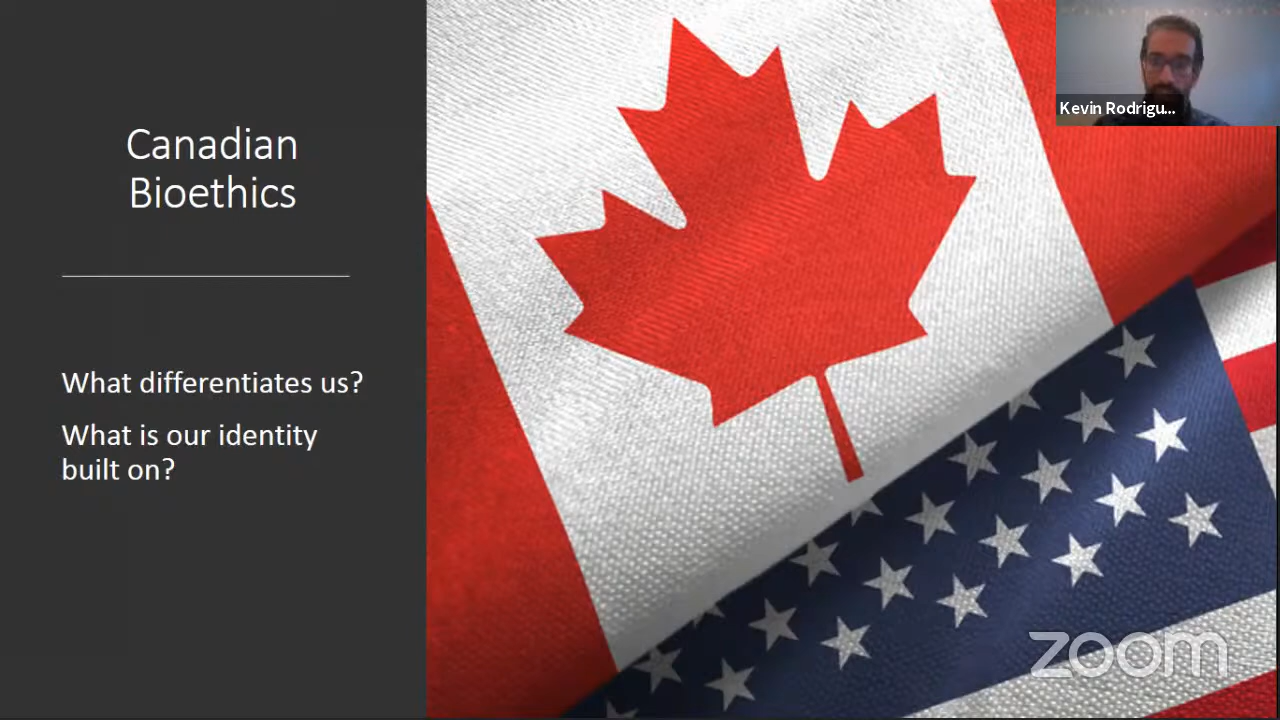 Canadian
Bioethics
What differentiates us?
What is our identity
built on?
Kevin Rodrigu...
zoom